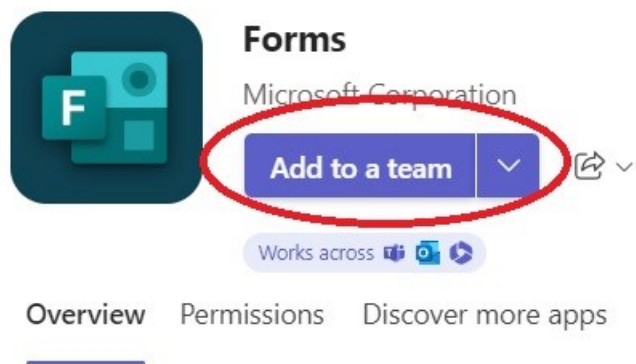 Forms
F
Microsoft Corporation
Add to a team
Works across
Overview Permissions Discover more apps